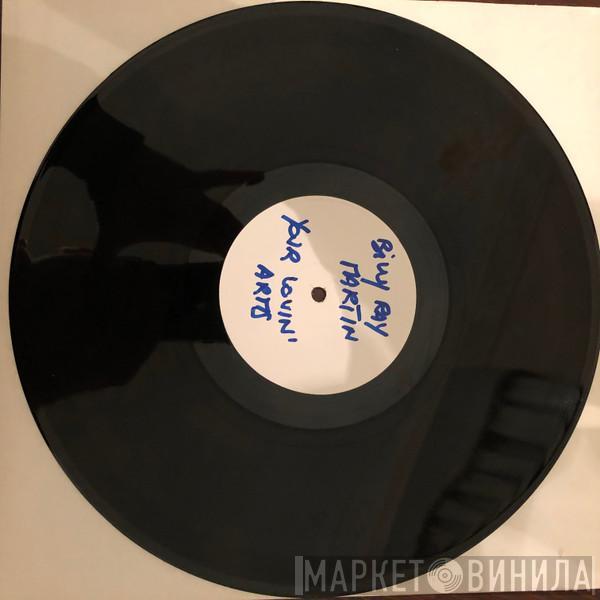 Billy Ray
MARTIN
YOUR LOVIN'
ARMS
МАРКЕТ ВИНИЛА